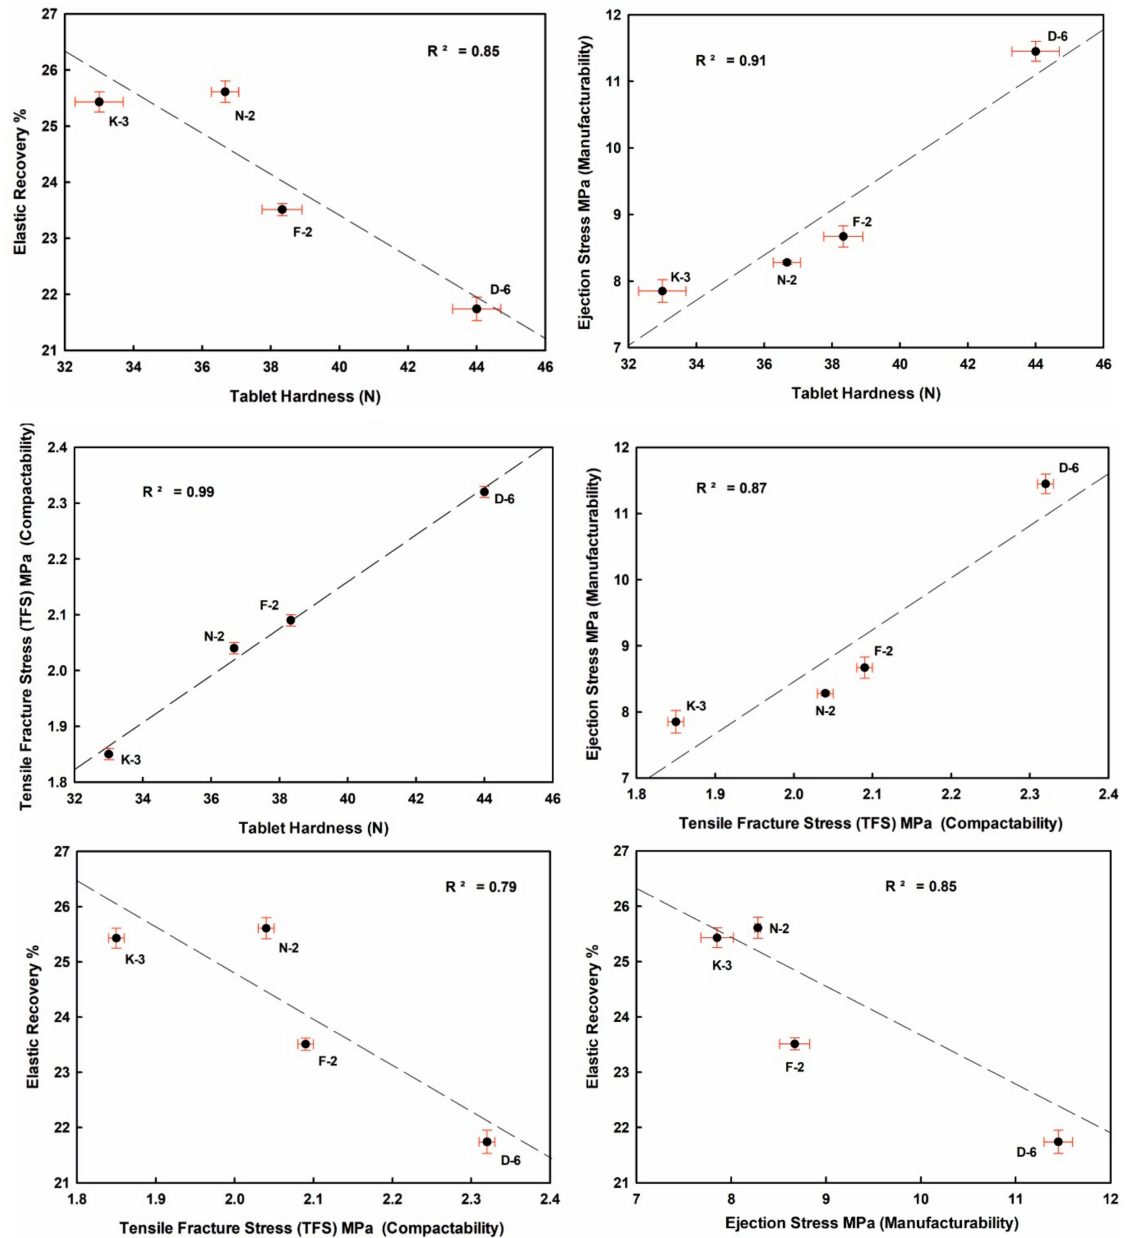 27
26
25
24
23
22
21
Elastic Recovery %
R ² = 0.85
K-3
N-2
F-2
D-6
32 34 36 38 40 42 44 46
Tablet Hardness (N)
12
11
10
9
8
7
Ejection Stress MPa (Manufacturability)
R ² = 0.91
D-6
F-2
N-2
K-3
32 34 36 38 40 42 44 46
Tablet Hardness (N)
2.4
2.3
2.2
2.1
2.0
1.9
1.8
Tensile Fracture Stress (TFS) MPa (Compactability)
R ² = 0.99
D-6
F-2
N-2
K-3
32 34 36 38 40 42 44 46
Tablet Hardness (N)
12
11
10
9
8
7
Ejection Stress MPa (Manufacturability)
R ² = 0.87
D-6
F-2
N-2
K-3
1.8 1.9 2.0 2.1 2.2 2.3 2.4
Tensile Fracture Stress (TFS) MPa (Compactability)
27
26
25
24
23
22
21
Elastic Recovery %
R ² = 0.79
N-2
K-3
F-2
D-6
1.8 1.9 2.0 2.1 2.2 2.3 2.4
Tensile Fracture Stress (TFS) MPa (Compactability)
27
26
25
24
23
22
21
Elastic Recovery %
R ² = 0.85
N-2
K-3
F-2
D-6
7 8 9 10 11 12
Ejection Stress MPa (Manufacturability)